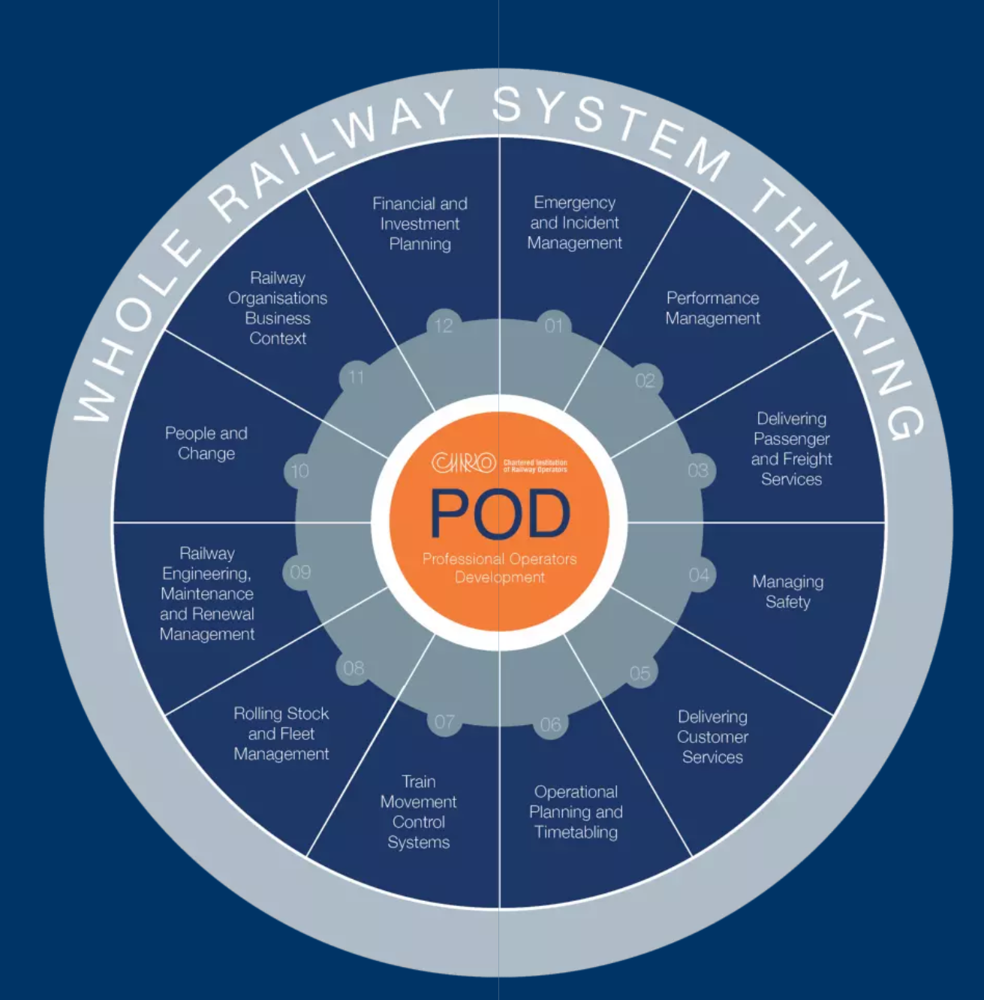 WHOLE RAILWAY SYSTEM THINKING
Emergency
and Incident
Management
01
Performance
Management
02
Delivering
Passenger
and Freight
Services
03
Managing
Safety
04
Delivering
Customer
Services
05
Operational
Planning and
Timetabling
06
Train
Movement
Control
Systems
07
Rolling Stock
and Fleet
Management
08
Railway
Engineering,
Maintenance
and Renewal
Management
09
People and
Change
10
Railway
Organisations
Business
Context
11
Financial and
Investment
Planning
12
CIRO
Chartered Institution
of Railway Operators
POD
Professional Operators
Development